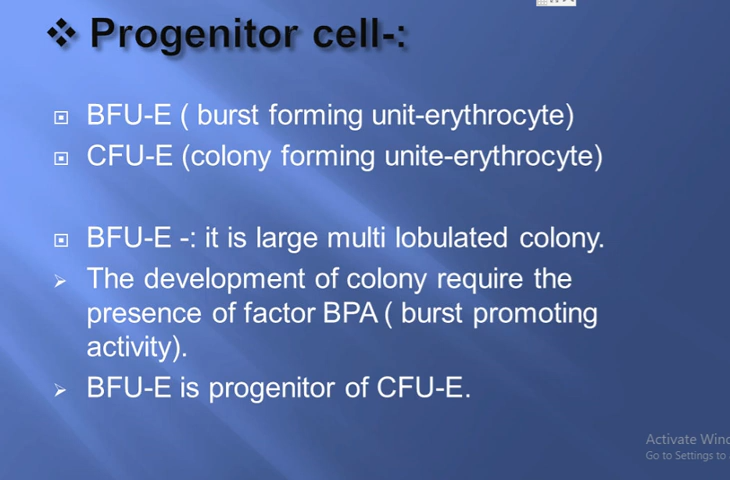 Progenitor cell-:
BFU-E ( burst forming unit-erythrocyte)
CFU-E (colony forming unite-erythrocyte)
BFU-E -: it is large multi lobulated colony.
The development of colony require the
presence of factor BPA ( burst promoting
activity).
BFU-E is progenitor of CFU-E.
Activate Wind
Go to Settings to